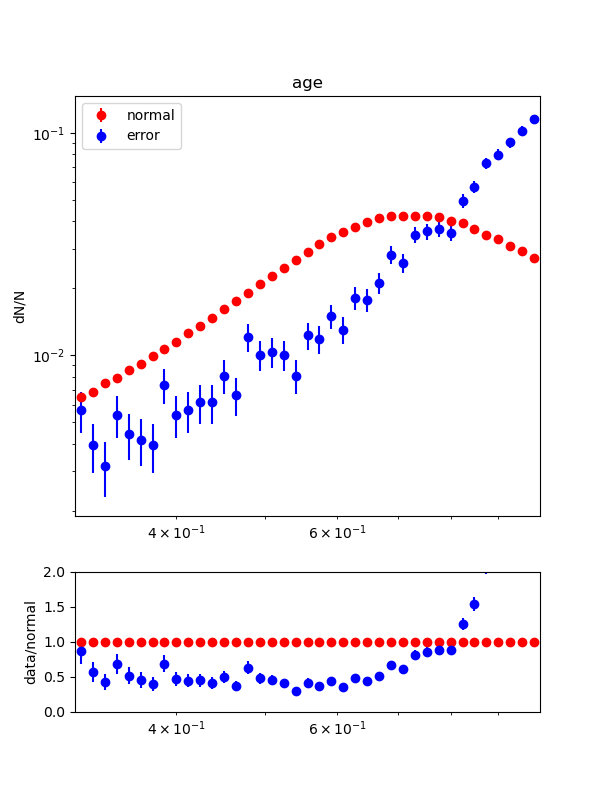 age
normal
error
dN/N
10⁻¹
10⁻²
4 × 10⁻¹
6 × 10⁻¹
data/normal
2.0
1.5
1.0
0.5
0.0
4 × 10⁻¹
6 × 10⁻¹